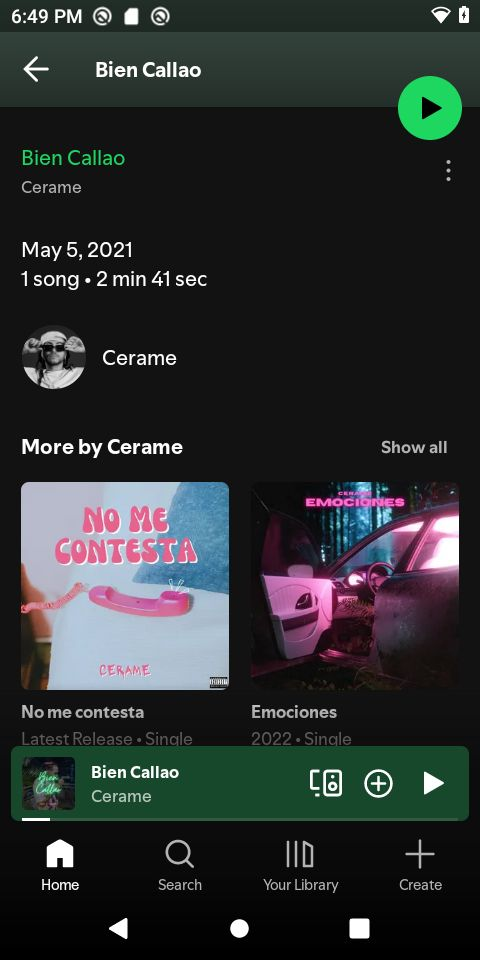 6:49 PM
Bien Callao
Bien Callao
Cerame
May 5, 2021
1 song • 2 min 41 sec
Cerame
More by Cerame
Show all
NO ME
CONTESTA
CERAME
CERAME
EMOCIONES
No me contesta
Latest Release • Single
Emociones
2022 • Single
Bien
Callao
Bien Callao
Cerame
Home
Search
Your Library
Create